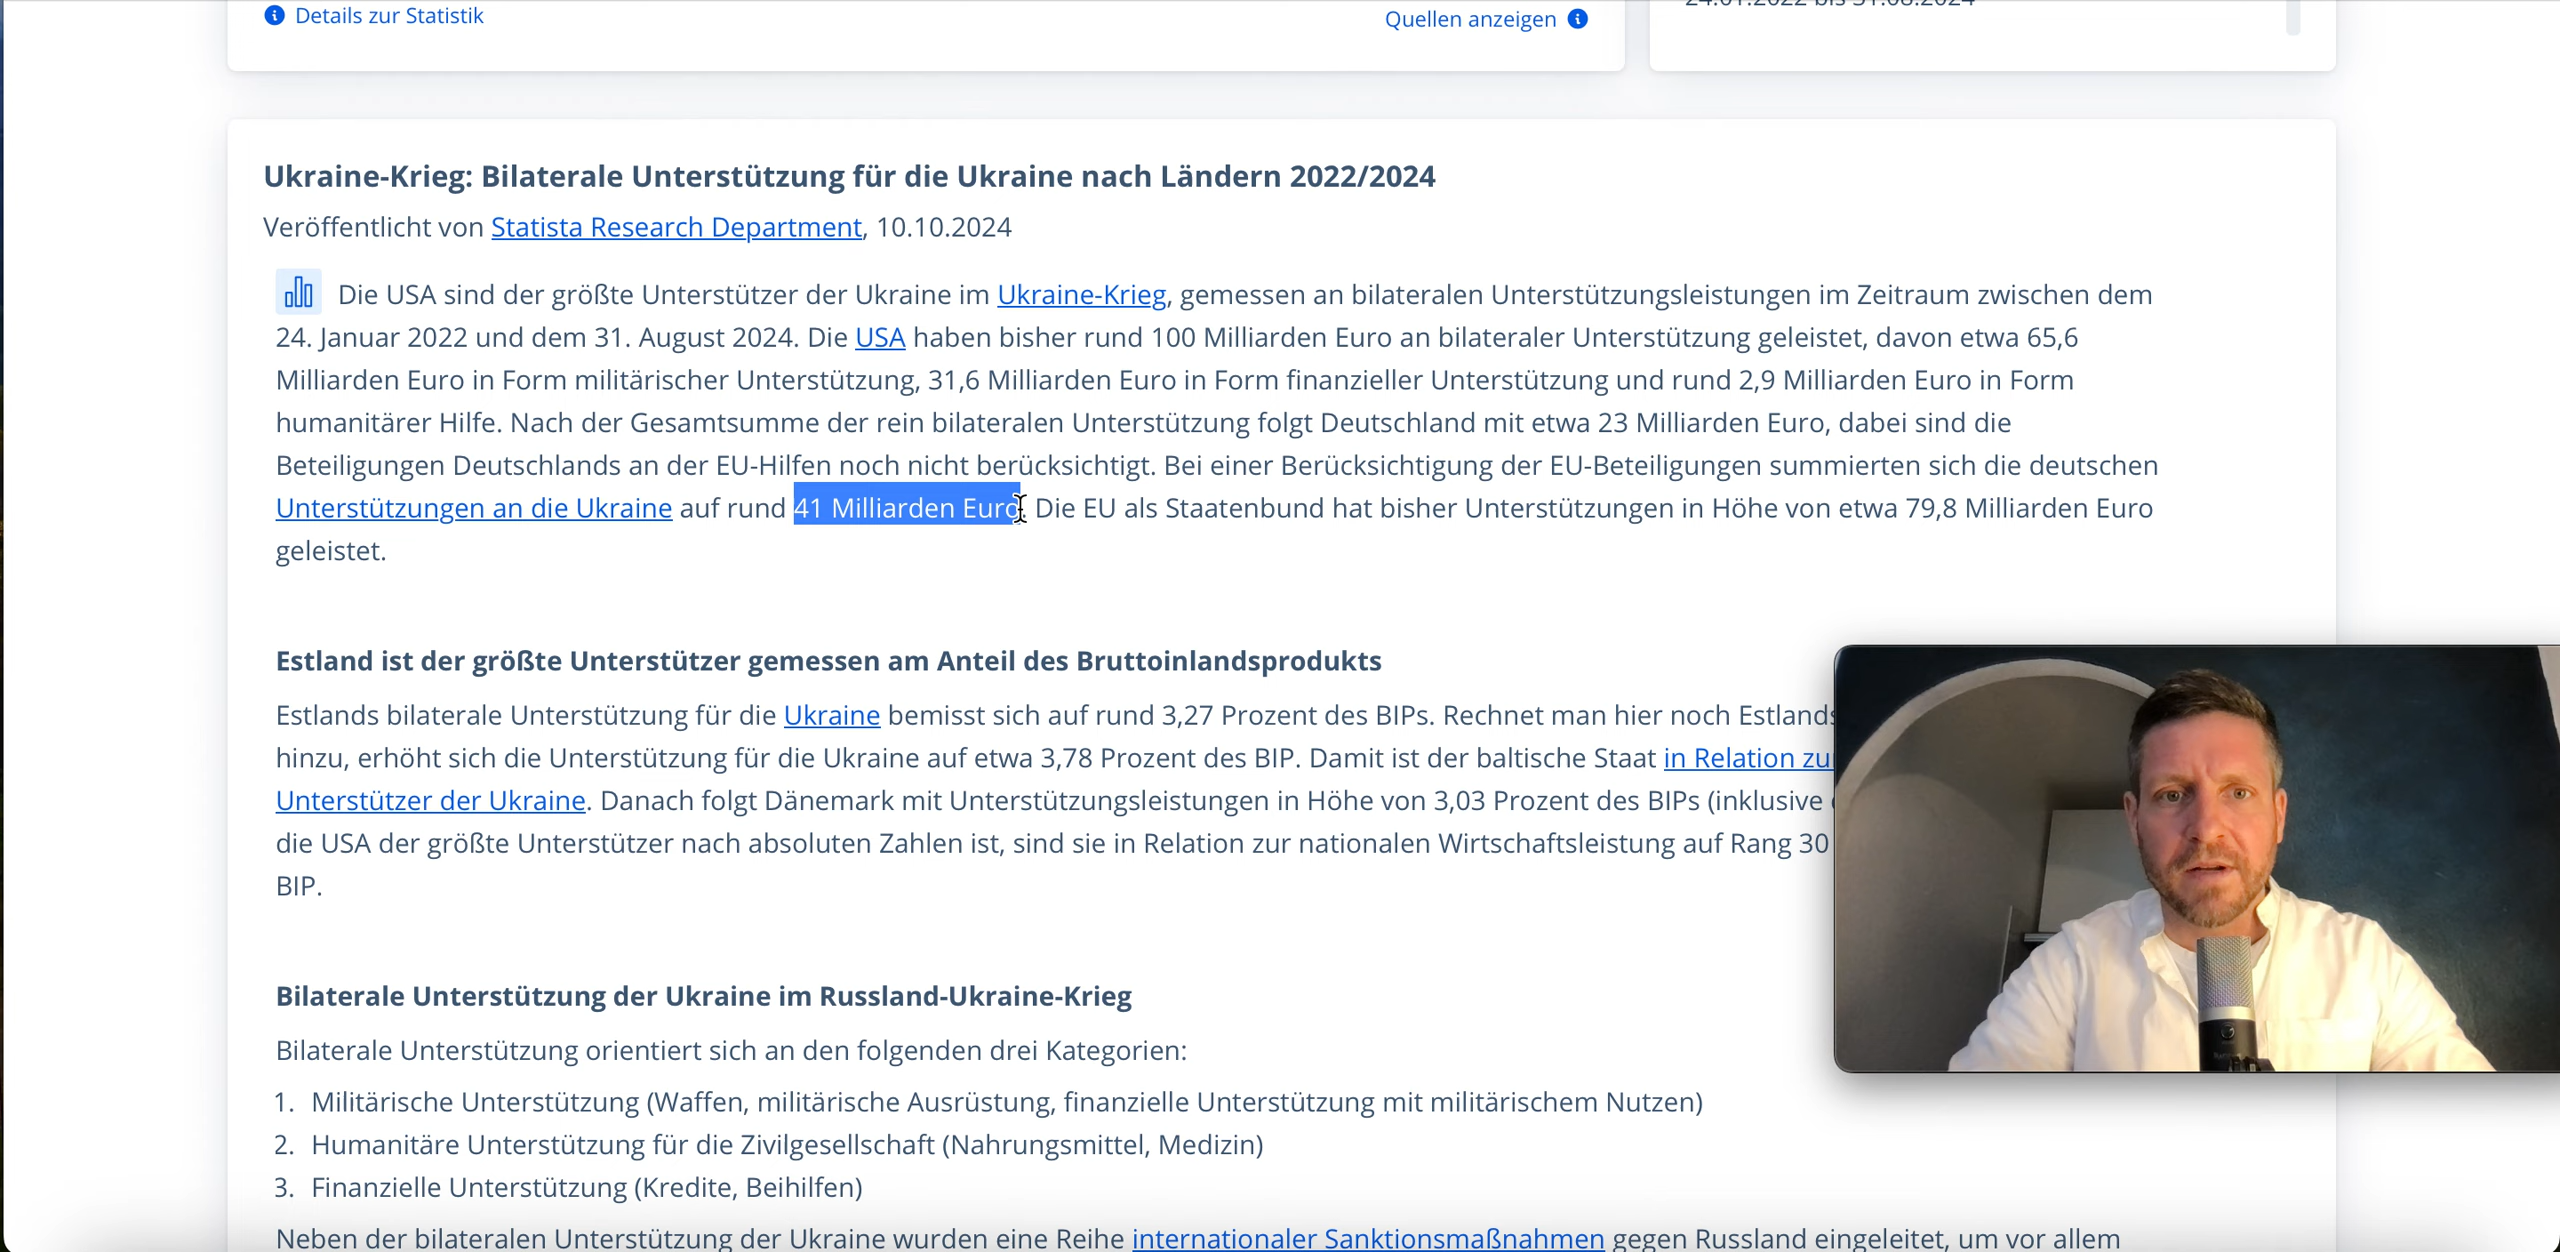 Details zur Statistik
Quellen anzeigen
24.01.2022 bis 31.08.2024
Ukraine-Krieg: Bilaterale Unterstützung für die Ukraine nach Ländern 2022/2024
Veröffentlicht von Statista Research Department, 10.10.2024
Die USA sind der größte Unterstützer der Ukraine im Ukraine-Krieg, gemessen an bilateralen Unterstützungsleistungen im Zeitraum zwischen dem
24. Januar 2022 und dem 31. August 2024. Die USA haben bisher rund 100 Milliarden Euro an bilateraler Unterstützung geleistet, davon etwa 65,6
Milliarden Euro in Form militärischer Unterstützung, 31,6 Milliarden Euro in Form finanzieller Unterstützung und rund 2,9 Milliarden Euro in Form
humanitärer Hilfe. Nach der Gesamtsumme der rein bilateralen Unterstützung folgt Deutschland mit etwa 23 Milliarden Euro, dabei sind die
Beteiligungen Deutschlands an der EU-Hilfen noch nicht berücksichtigt. Bei einer Berücksichtigung der EU-Beteiligungen summierten sich die deutschen
Unterstützungen an die Ukraine auf rund 41 Milliarden Euro. Die EU als Staatenbund hat bisher Unterstützungen in Höhe von etwa 79,8 Milliarden Euro
geleistet.
Estland ist der größte Unterstützer gemessen am Anteil des Bruttoinlandsprodukts
Estlands bilaterale Unterstützung für die Ukraine bemisst sich auf rund 3,27 Prozent des BIPs. Rechnet man hier noch Estlands
hinzu, erhöht sich die Unterstützung für die Ukraine auf etwa 3,78 Prozent des BIP. Damit ist der baltische Staat in Relation zu
Unterstützer der Ukraine. Danach folgt Dänemark mit Unterstützungsleistungen in Höhe von 3,03 Prozent des BIPs (inklusive
die USA der größte Unterstützer nach absoluten Zahlen ist, sind sie in Relation zur nationalen Wirtschaftsleistung auf Rang 30
BIP.
Bilaterale Unterstützung der Ukraine im Russland-Ukraine-Krieg
Bilaterale Unterstützung orientiert sich an den folgenden drei Kategorien:
1. Militärische Unterstützung (Waffen, militärische Ausrüstung, finanzielle Unterstützung mit militärischem Nutzen)
2. Humanitäre Unterstützung für die Zivilgesellschaft (Nahrungsmittel, Medizin)
3. Finanzielle Unterstützung (Kredite, Beihilfen)
Neben der bilateralen Unterstützung der Ukraine wurden eine Reihe internationaler Sanktionsmaßnahmen gegen Russland eingeleitet, um vor allem